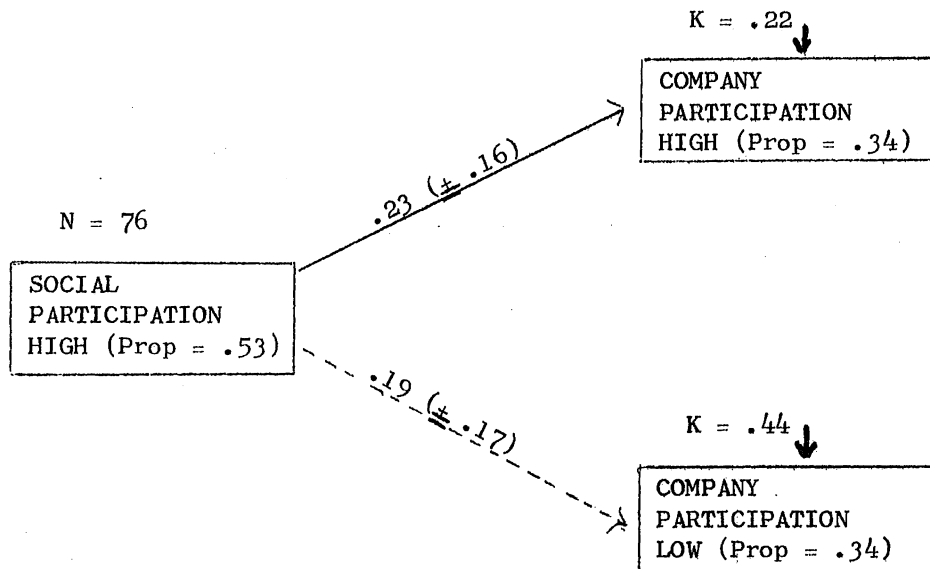 K = .22
COMPANY
PARTICIPATION
HIGH (Prop = .34)
.23 (± .16)
N = 76
SOCIAL
PARTICIPATION
HIGH (Prop = .53)
.19 (± .17)
K = .44
COMPANY
PARTICIPATION
LOW (Prop = .34)